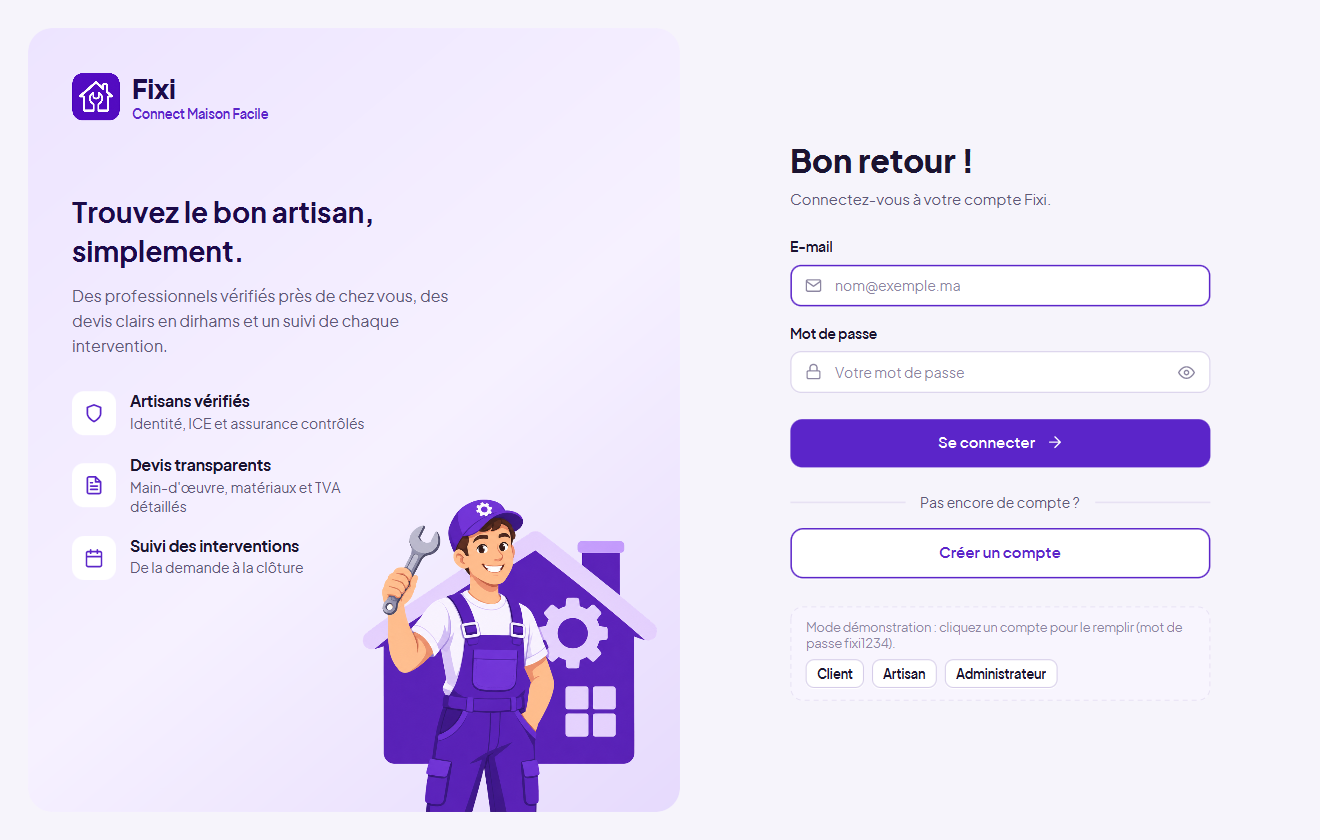 Fixi
Connect Maison Facile
Trouvez le bon artisan,
simplement.
Des professionnels vérifiés près de chez vous, des
devis clairs en dirhams et un suivi de chaque
intervention.
Artisans vérifiés
Identité, ICE et assurance contrôlés
Devis transparents
Main-d'œuvre, matériaux et TVA
détaillés
Suivi des interventions
De la demande à la clôture
Bon retour !
Connectez-vous à votre compte Fixi.
E-mail
nom@exemple.ma
Mot de passe
Votre mot de passe
Se connecter →
Pas encore de compte ?
Créer un compte
Mode démonstration : cliquez un compte pour le remplir (mot de
passe fixi1234).
Client
Artisan
Administrateur